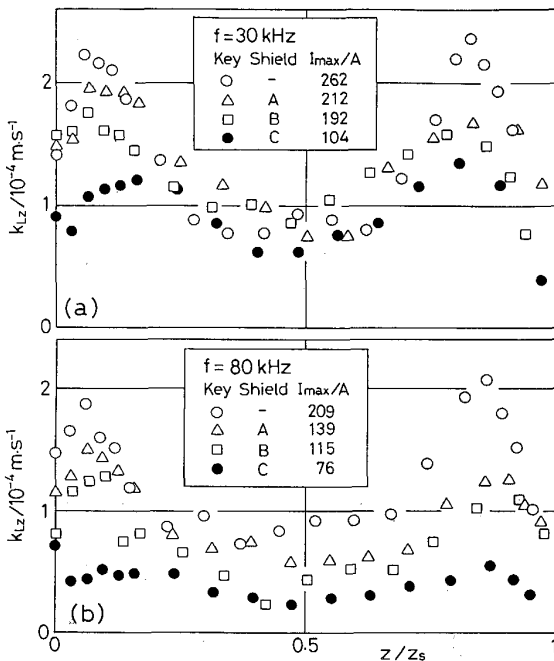 f=30 kHz
Key Shield Imax/A
○ - 262
△ A 212
□ B 192
● C 104
2
1
0
kLz/10⁻⁴ m·s⁻¹
(a)
f = 80 kHz
Key Shield Imax/A
○ - 209
△ A 139
□ B 115
● C 76
2
1
0
kLz/10⁻⁴ m·s⁻¹
(b)
0 0.5 z/zs 1